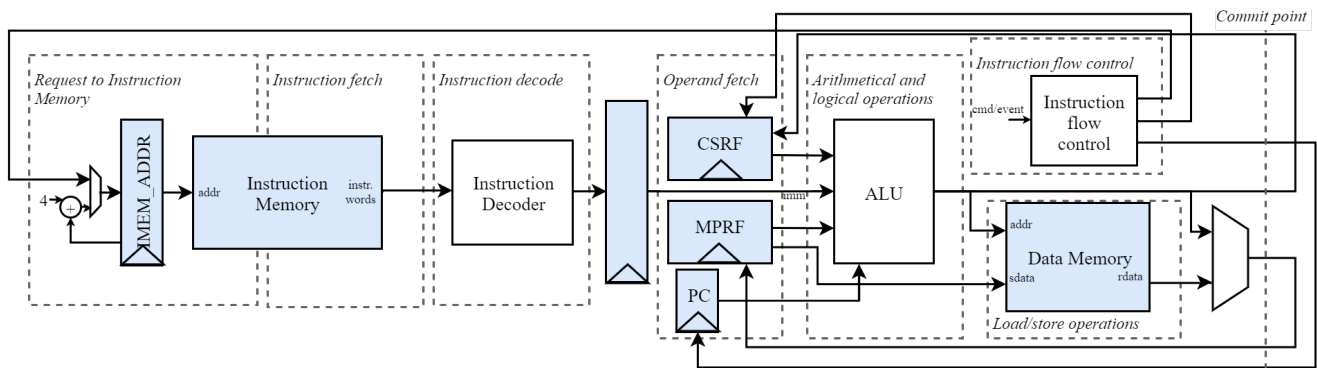 Commit point
Request to Instruction
Memory
Instruction fetch
Instruction decode
Operand fetch
Arithmetical and
logical operations
Instruction flow control
cmd/event
Instruction
flow
control
IMEM_ADDR
4
+
addr
Instruction
Memory
instr.
words
Instruction
Decoder
CSRF
imm
MPRF
PC
ALU
addr
Data Memory
sdata
rdata
Load/store operations